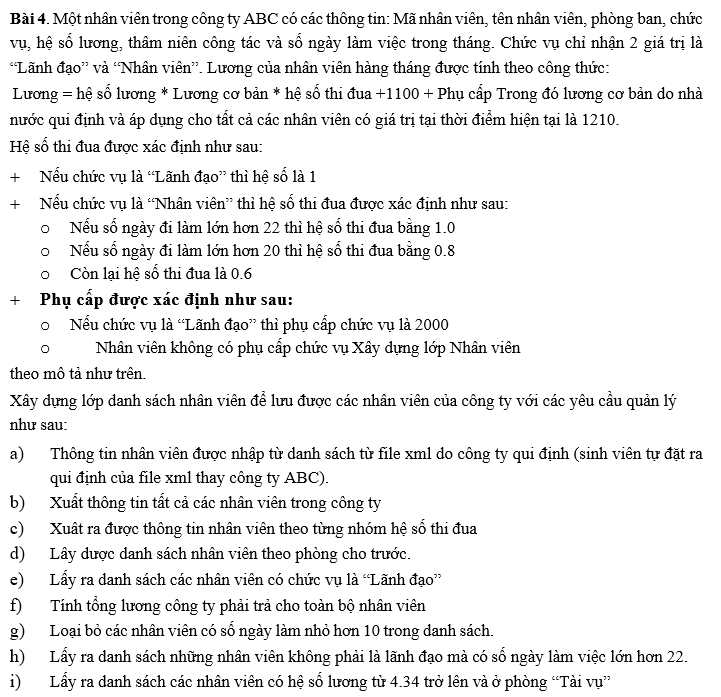 Bài 4. Một nhân viên trong công ty ABC có các thông tin: Mã nhân viên, tên nhân viên, phòng ban, chức
vụ, hệ số lương, thâm niên công tác và số ngày làm việc trong tháng. Chức vụ chỉ nhận 2 giá trị là
“Lãnh đạo” và “Nhân viên”. Lương của nhân viên hàng tháng được tính theo công thức:
Lương = hệ số lương * Lương cơ bản * hệ số thi đua +1100 + Phụ cấp Trong đó lương cơ bản do nhà
nước qui định và áp dụng cho tất cả các nhân viên có giá trị tại thời điểm hiện tại là 1210.
Hệ số thi đua được xác định như sau:
+ Nếu chức vụ là “Lãnh đạo” thì hệ số là 1
+ Nếu chức vụ là “Nhân viên” thì hệ số thi đua được xác định như sau:
o Nếu số ngày đi làm lớn hơn 22 thì hệ số thi đua bằng 1.0
o Nếu số ngày đi làm lớn hơn 20 thì hệ số thi đua bằng 0.8
o Còn lại hệ số thi đua là 0.6
+ Phụ cấp được xác định như sau:
o Nếu chức vụ là “Lãnh đạo” thì phụ cấp chức vụ là 2000
o Nhân viên không có phụ cấp chức vụ Xây dựng lớp Nhân viên
theo mô tả như trên.
Xây dựng lớp danh sách nhân viên để lưu được các nhân viên của công ty với các yêu cầu quản lý
như sau:
a) Thông tin nhân viên được nhập từ danh sách từ file xml do công ty qui định (sinh viên tự đặt ra
qui định của file xml thay công ty ABC).
b) Xuất thông tin tất cả các nhân viên trong công ty
c) Xuât ra được thông tin nhân viên theo từng nhóm hệ số thi đua
d) Lây dược danh sách nhân viên theo phòng cho trước.
e) Lấy ra danh sách các nhân viên có chức vụ là “Lãnh đạo”
f) Tính tổng lương công ty phải trả cho toàn bộ nhân viên
g) Loại bỏ các nhân viên có số ngày làm nhỏ hơn 10 trong danh sách.
h) Lấy ra danh sách những nhân viên không phải là lãnh đạo mà có số ngày làm việc lớn hơn 22.
i) Lấy ra danh sách các nhân viên có hệ số lương từ 4.34 trở lên và ở phòng “Tài vụ”